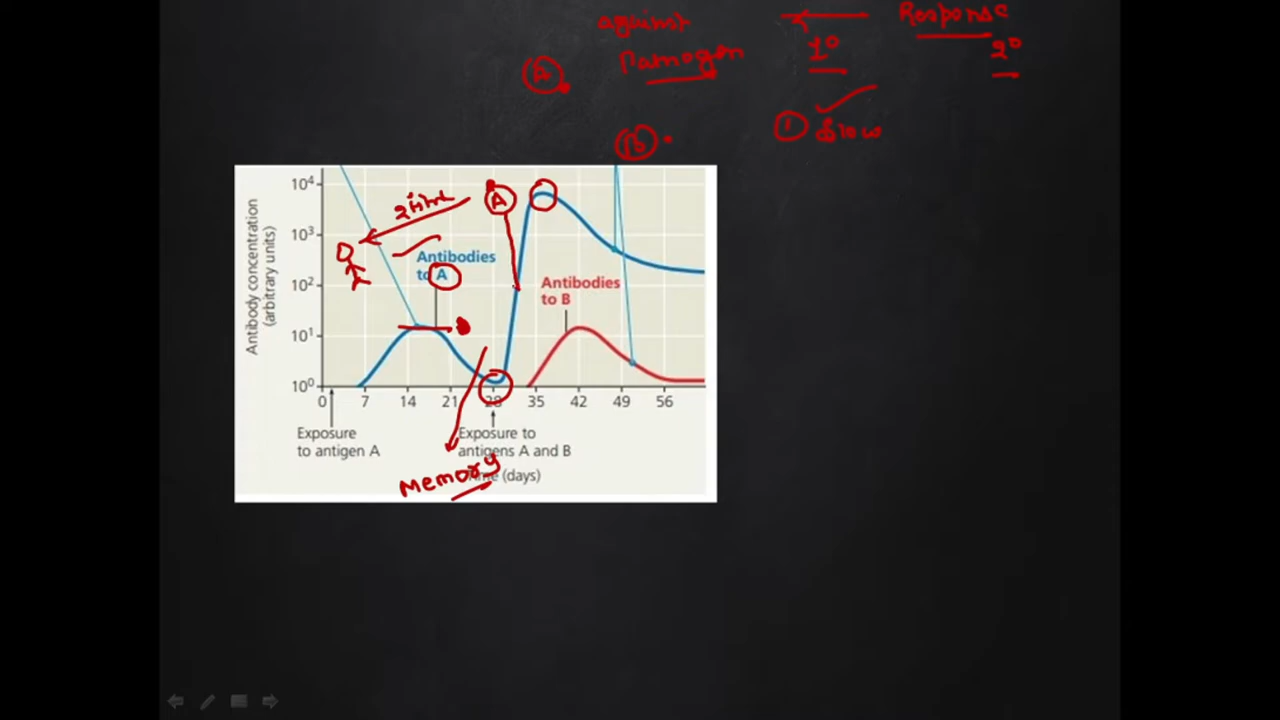 against
Response
Pamogen
1° 2°
A
B
① Slow
10⁴
10³
10²
10¹
10⁰
Antibody concentration
(arbitrary units)
A
Antibodies
to A
Antibodies
to B
0 7 14 21 28 35 42 49 56
Exposure
to antigen A
Exposure to
antigens A and B
Time (days)
Memory